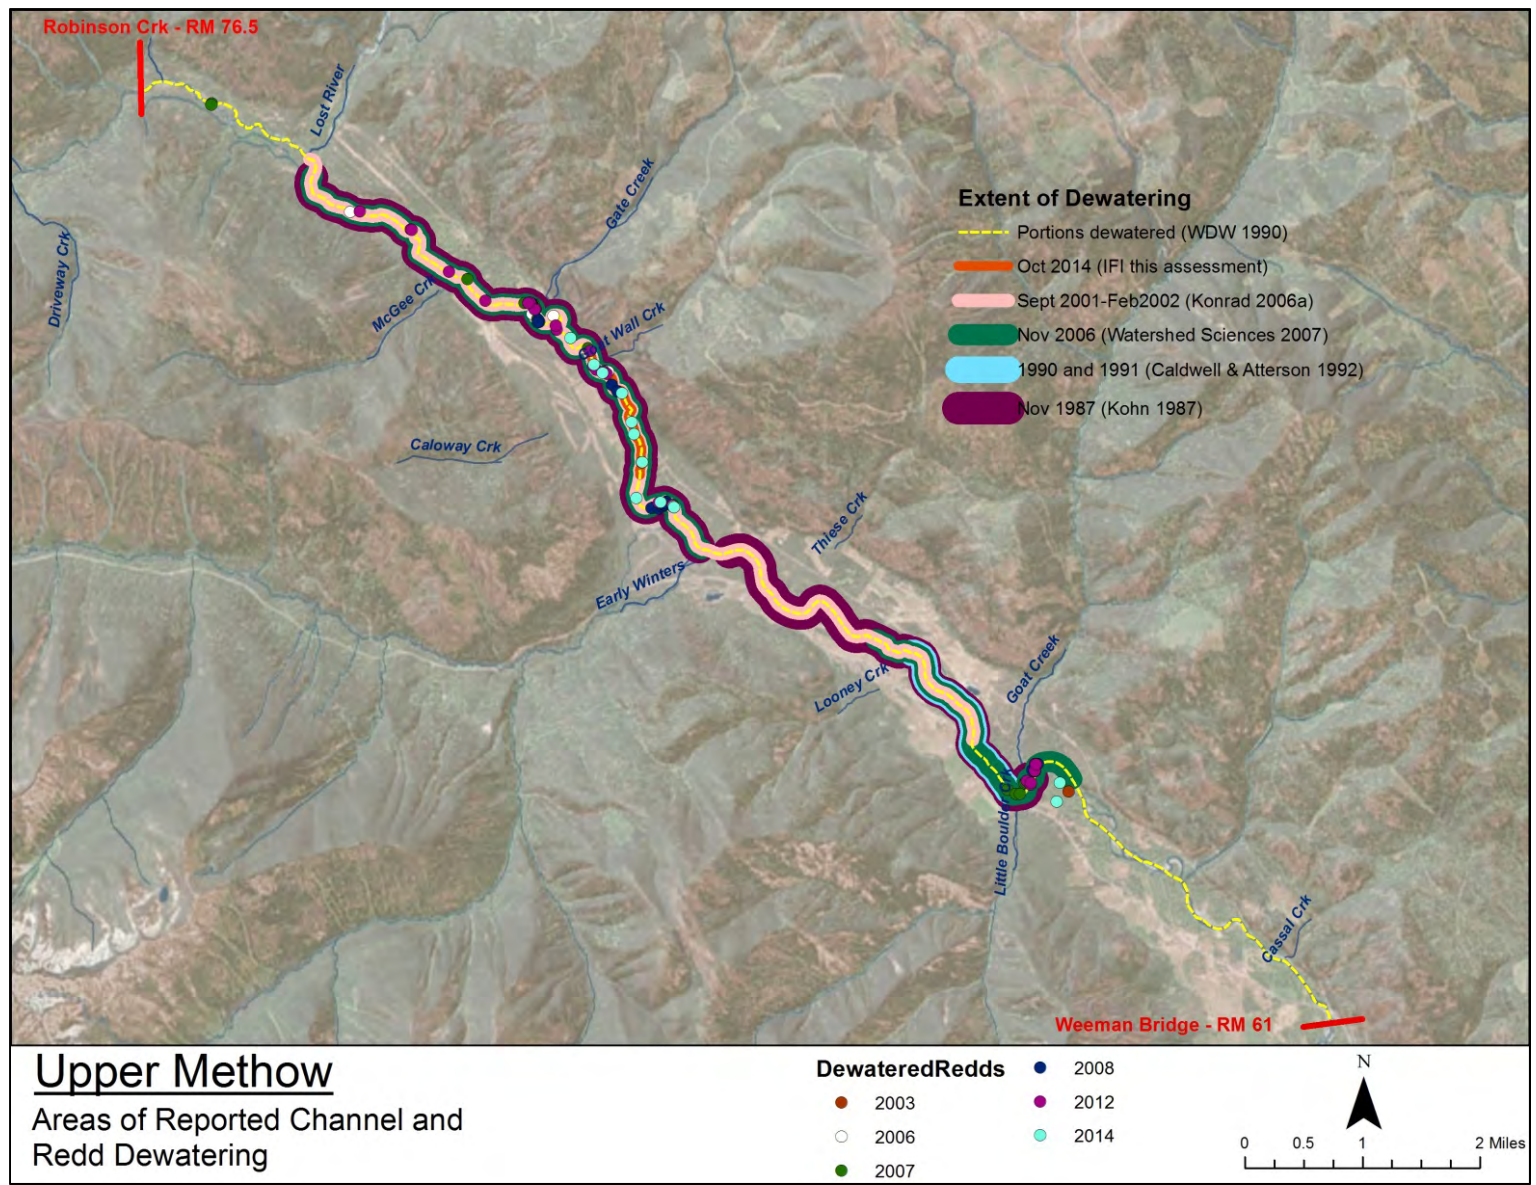 Robinson Crk - RM 76.5
Lost River
Gate Creek
Driveway Crk
McGee Crk
Goat Wall Crk
Caloway Crk
Thiese Crk
Early Winters
Goat Creek
Looney Crk
Little Boulder
Cassal Crk
Weeman Bridge - RM 61
Extent of Dewatering
Portions dewatered (WDW 1990)
Oct 2014 (IFI this assessment)
Sept 2001-Feb2002 (Konrad 2006a)
Nov 2006 (Watershed Sciences 2007)
1990 and 1991 (Caldwell & Atterson 1992)
Nov 1987 (Kohn 1987)
Upper Methow
Areas of Reported Channel and
Redd Dewatering
DewateredRedds
2003
2006
2007
2008
2012
2014
N
0 0.5 1 2 Miles